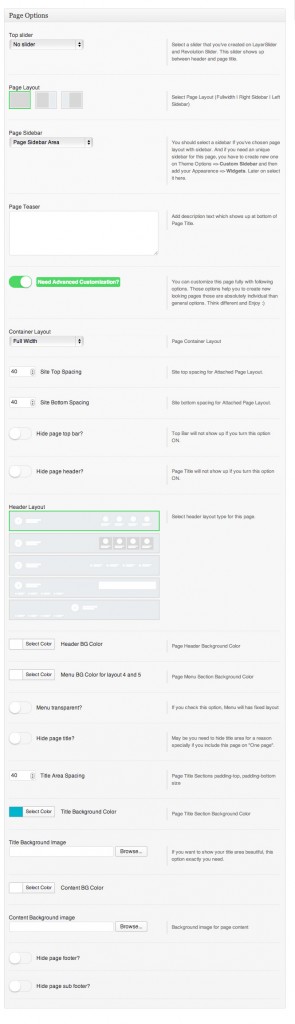 Page Options
Top slider
No slider
Select a slider that you've created on LayerSlider
and Revolution Slider. This slider shows up
between header and page title.
Page Layout
Select Page Layout (Fullwidth | Right Sidebar | Left
Sidebar)
Page Sidebar
Page Sidebar Area
You should select a sidebar if you've chosen page
layout with sidebar. And if you need an unique
sidebar for this page, you have to create new one
on Theme Options => Custom Sidebar and then
add your Appearance => Widgets. Later on select
it here.
Page Teaser
Add description text which shows up at bottom of
Page Title.
Need Advanced Customization?
You can customize this page fully with following
options. These options help you to create new
looking pages those are absolutely individual than
general options. Think different and Enjoy :)
Container Layout
Full Width
Page Container Layout
40 Site Top Spacing
Site top spacing for Attached Page Layout.
40 Site Bottom Spacing
Site bottom spacing for Attached Page Layout.
Hide page top bar?
Top Bar will not show up if you turn this option
ON.
Hide page header?
Page Title will not show up if you turn this option
ON.
Header Layout
Select header layout type for this page.
Select Color Header BG Color
Page Header Background Color
Select Color Menu BG Color for layout 4 and 5
Page Menu Section Background Color
Menu transparent?
If you check this option, Menu will has fixed layout
Hide page title?
May be you need to hide title area for a reason
specially if you include this page on "One page".
40 Title Area Spacing
Page Title Sections padding-top, padding-bottom
size
Select Color Title Background Color
Page Title Section Background Color
Title Background Image
Browse...
If you want to show your title area beautiful, this
option exactly you need.
Select Color Content BG Color
Content Background image
Browse...
Background image for page content
Hide page footer?
Hide page sub footer?